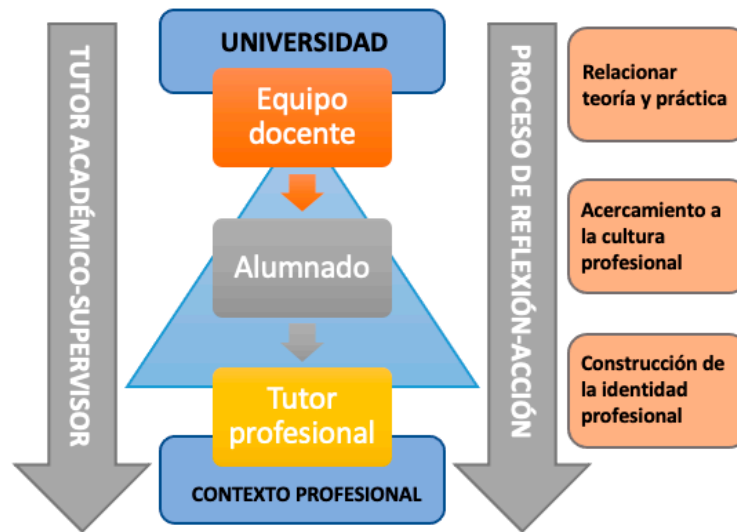 TUTOR ACADÉMICO-SUPERVISOR
UNIVERSIDAD
Equipo
docente
Alumnado
Tutor
profesional
CONTEXTO PROFESIONAL
PROCESO DE REFLEXIÓN-ACCIÓN
Relacionar
teoría y práctica
Acercamiento a
la cultura
profesional
Construcción de
la identidad
profesional